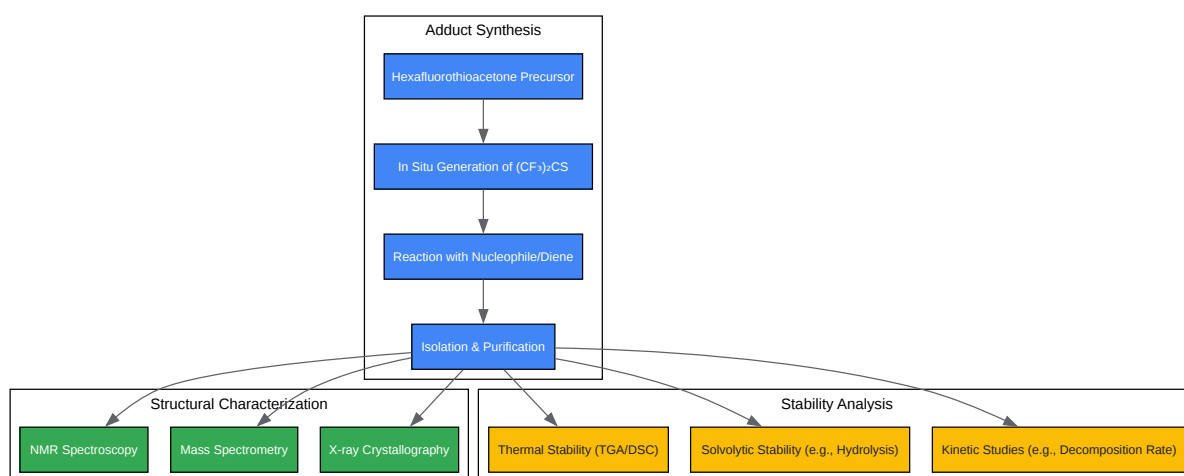 Adduct Synthesis
Hexafluorothioacetone Precursor
In Situ Generation of (CF₃)₂CS
Reaction with Nucleophile/Diene
Isolation & Purification
Structural Characterization
Stability Analysis
NMR Spectroscopy
Mass Spectrometry
X-ray Crystallography
Thermal Stability (TGA/DSC)
Solvolytic Stability (e.g., Hydrolysis)
Kinetic Studies (e.g., Decomposition Rate)